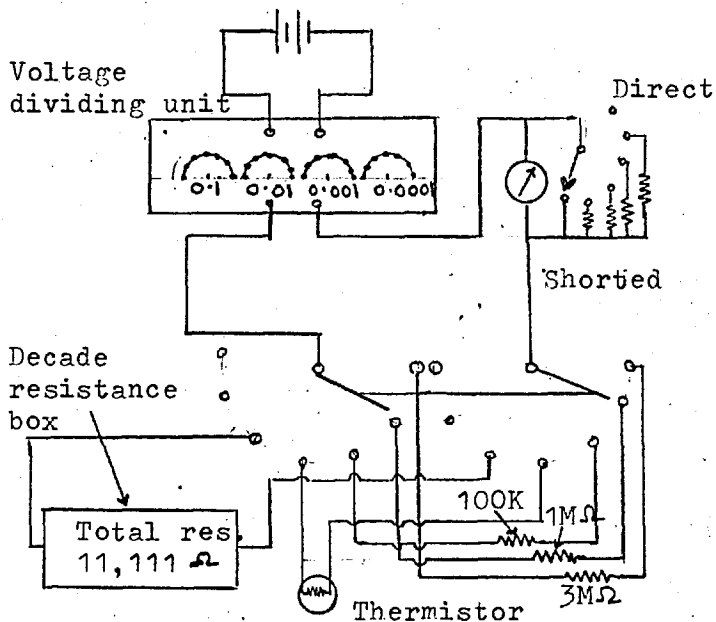 Voltage
dividing unit
Direct
0.1 0.01 0.001 0.0001
Shorted
Decade
resistance
box
100K
1MΩ
Total res.
11,111 Ω
3MΩ
Thermistor